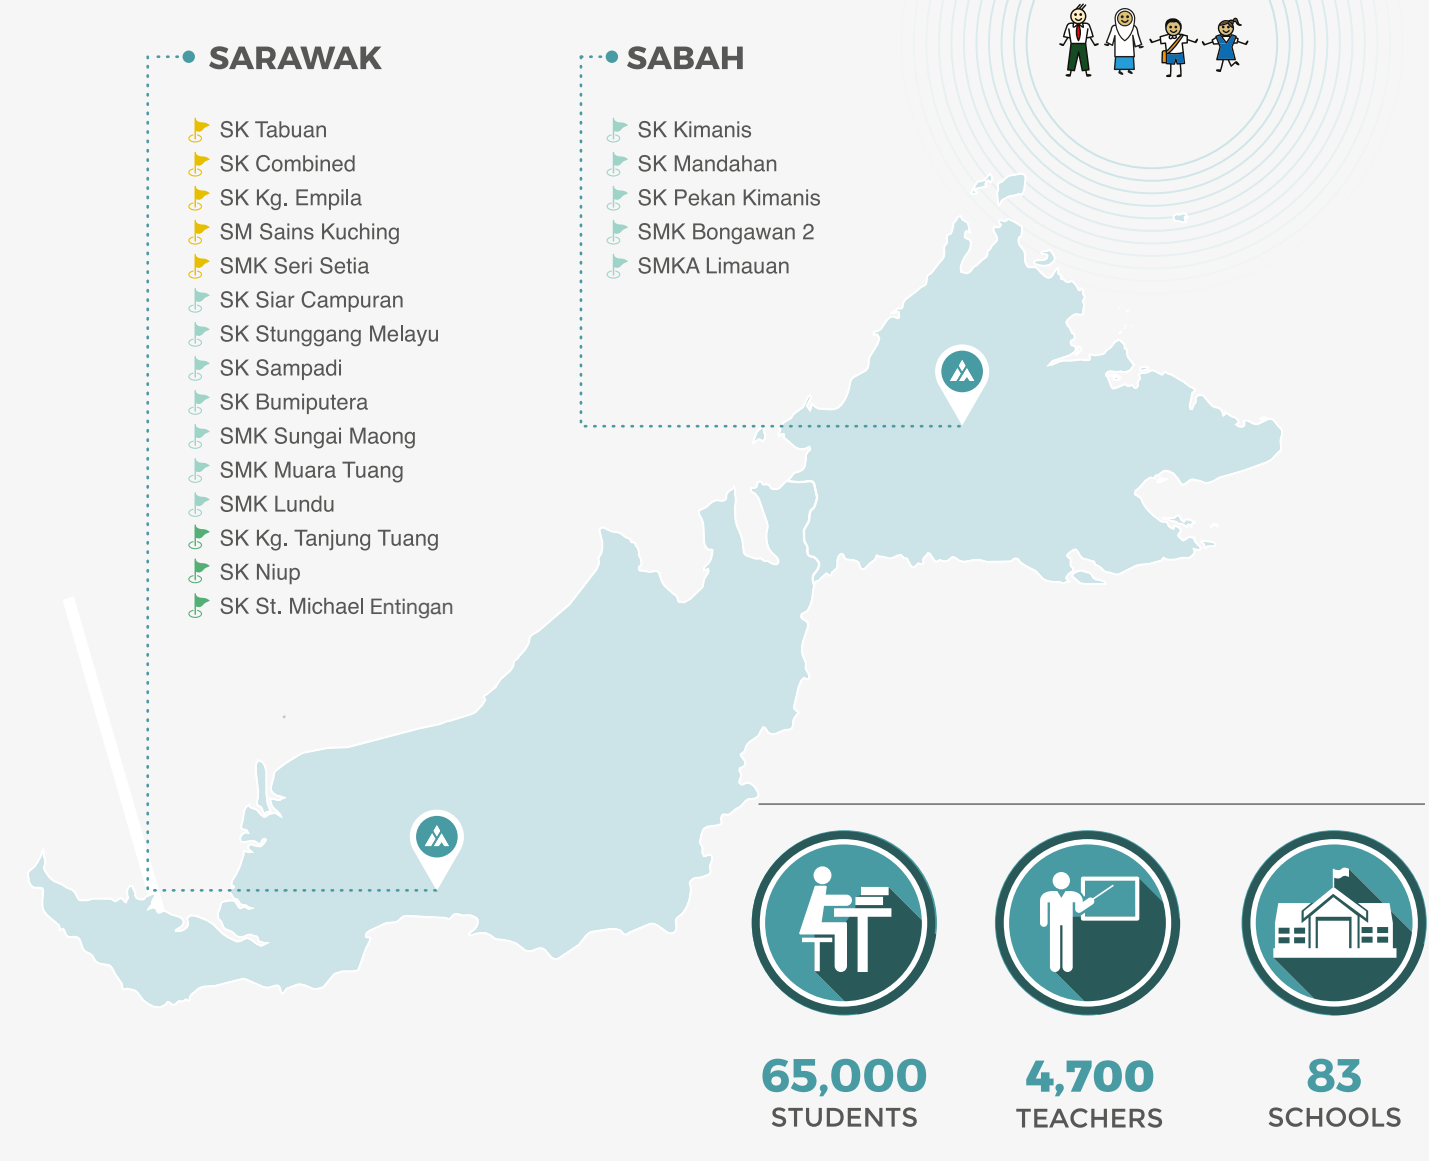 SARAWAK
SK Tabuan
SK Combined
SK Kg. Empila
SM Sains Kuching
SMK Seri Setia
SK Siar Campuran
SK Stunggang Melayu
SK Sampadi
SK Bumiputera
SMK Sungai Maong
SMK Muara Tuang
SMK Lundu
SK Kg. Tanjung Tuang
SK Niup
SK St. Michael Entingan
SABAH
SK Kimanis
SK Mandahan
SK Pekan Kimanis
SMK Bongawan 2
SMKA Limauan
65,000
STUDENTS
4,700
TEACHERS
83
SCHOOLS